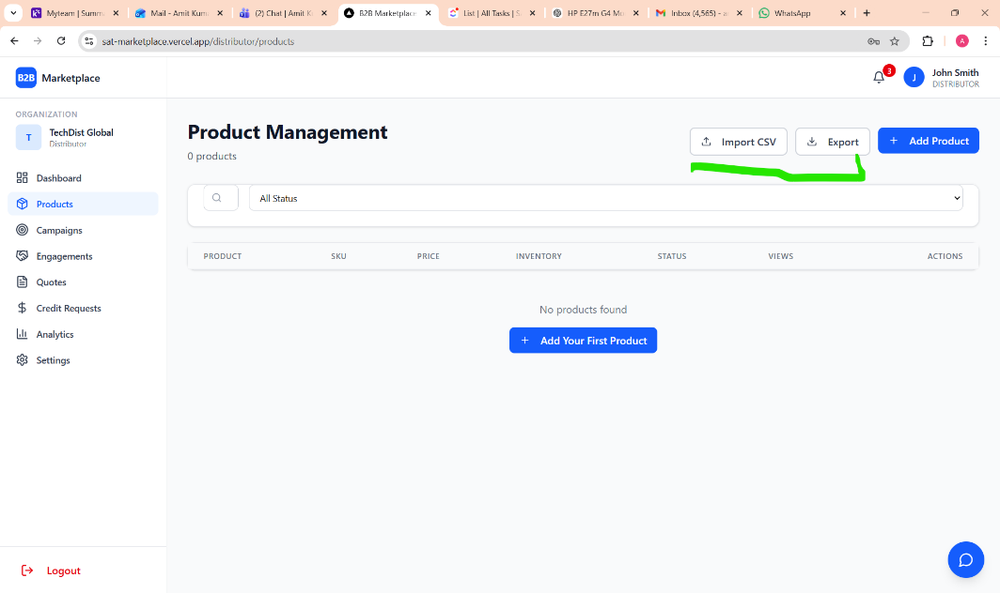 Myteam | Summ
Mail - Amit Kum
(2) Chat | Amit K
B2B Marketplace
List | All Tasks | S
HP E27m G4 Mo
Inbox (4,565) - a
WhatsApp
sat-marketplace.vercel.app/distributor/products
A
B2B Marketplace
3
J
John Smith
DISTRIBUTOR
ORGANIZATION
T
TechDist Global
Distributor
Dashboard
Products
Campaigns
Engagements
Quotes
Credit Requests
Analytics
Settings
Logout
Product Management
0 products
Import CSV
Export
+ Add Product
All Status
PRODUCT SKU PRICE INVENTORY STATUS VIEWS ACTIONS
No products found
+ Add Your First Product